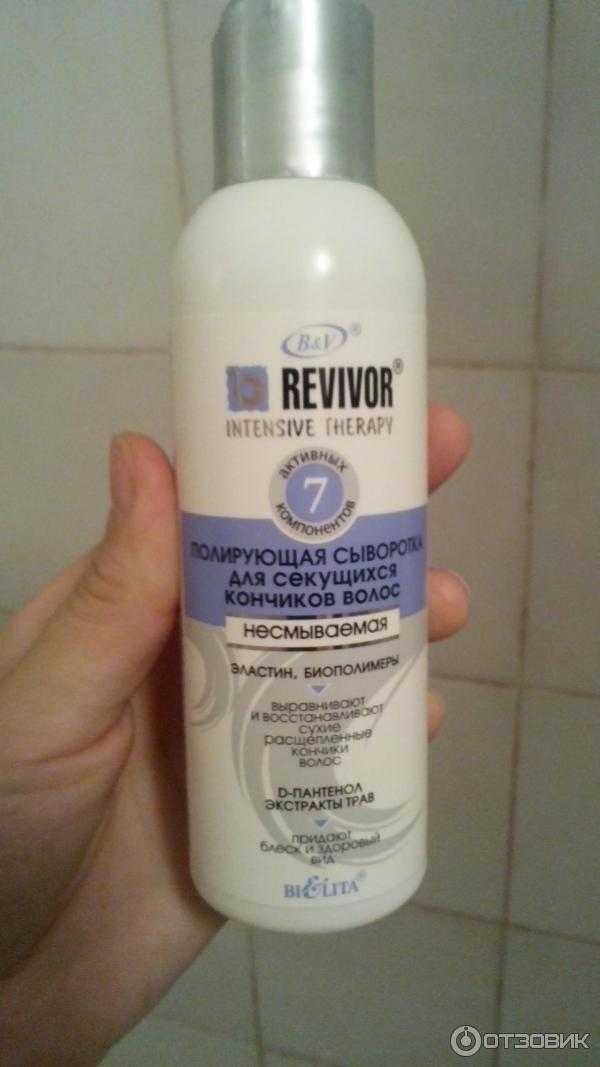 B&V®
REVIVOR®
INTENSIVE THERAPY
активных
7
компонентов
ПОЛИРУЮЩАЯ СЫВОРОТКА
для секущихся
кончиков волос
несмываемая
ЭЛАСТИН, БИОПОЛИМЕРЫ
выравнивают
и восстанавливают
сухие
расщепленные
кончики
волос
D-ПАНТЕНОЛ
ЭКСТРАКТЫ ТРАВ
придают
блеск и здоровый
вид
BIELITA®
ОТЗОВИК